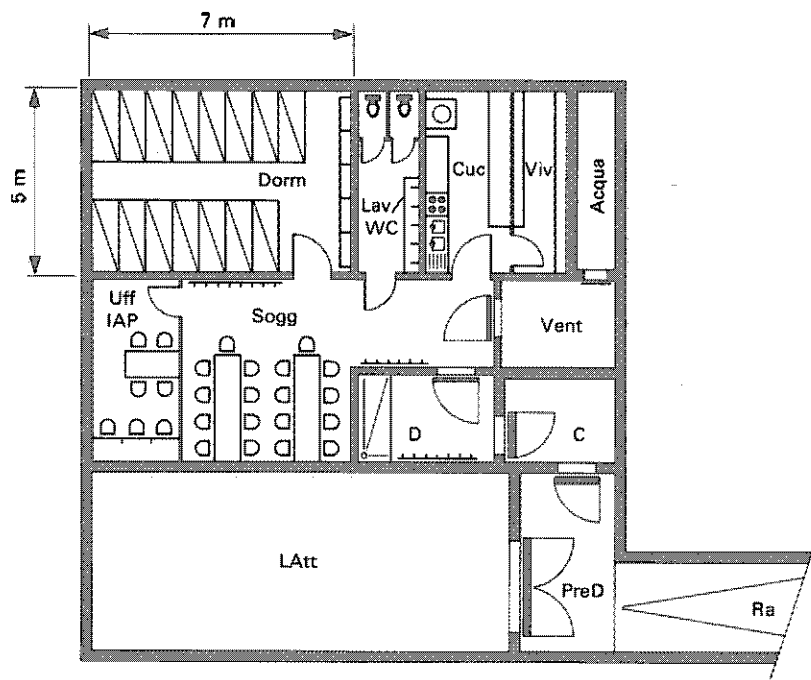 7 m
5 m
Dorm
Lav/
WC
Cuc
Viv
Acqua
Uff
IAP
Sogg
Vent
D
C
LAtt
PreD
Ra